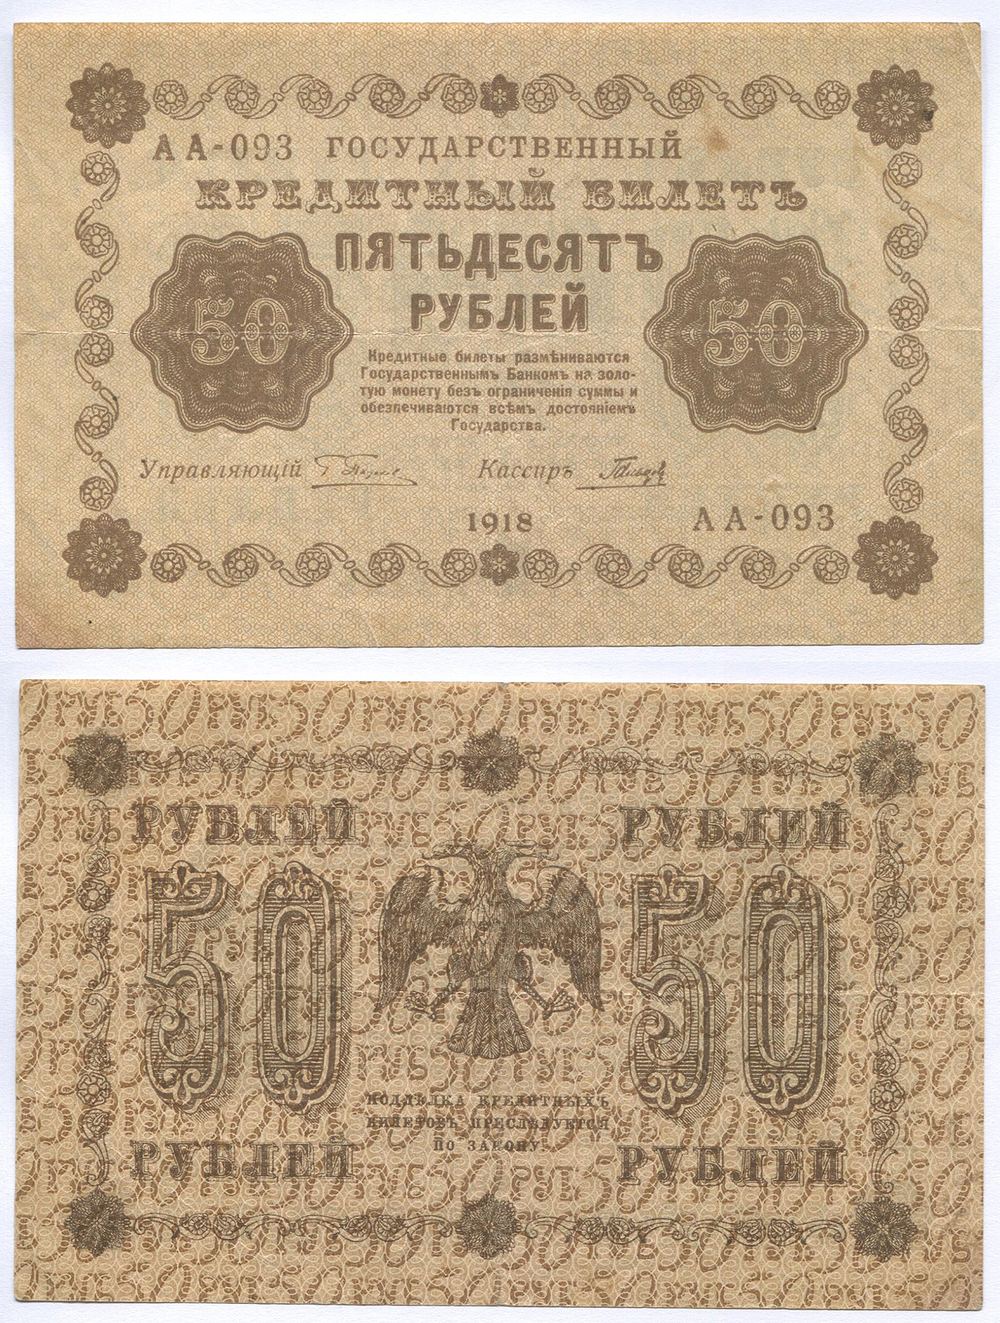 АА-093 ГОСУДАРСТВЕННЫЙ
КРЕДИТНЫЙ БИЛЕТЪ
ПЯТЬДЕСЯТЪ
РУБЛЕЙ
50 50
Кредитные билеты размѣниваются
Государственнымъ Банкомъ на золо-
тую монету безъ ограниченія суммы и
обезпечиваются всѣмъ достояніемъ
Государства.
Управляющій Кассиръ
1918 АА-093
РУБЛЕЙ РУБЛЕЙ
50 50
ПОДДѢЛКА КРЕДИТНЫХЪ
БИЛЕТОВЪ ПРЕСЛѢДУЕТСЯ
ПО ЗАКОНУ
РУБЛЕЙ РУБЛЕЙ